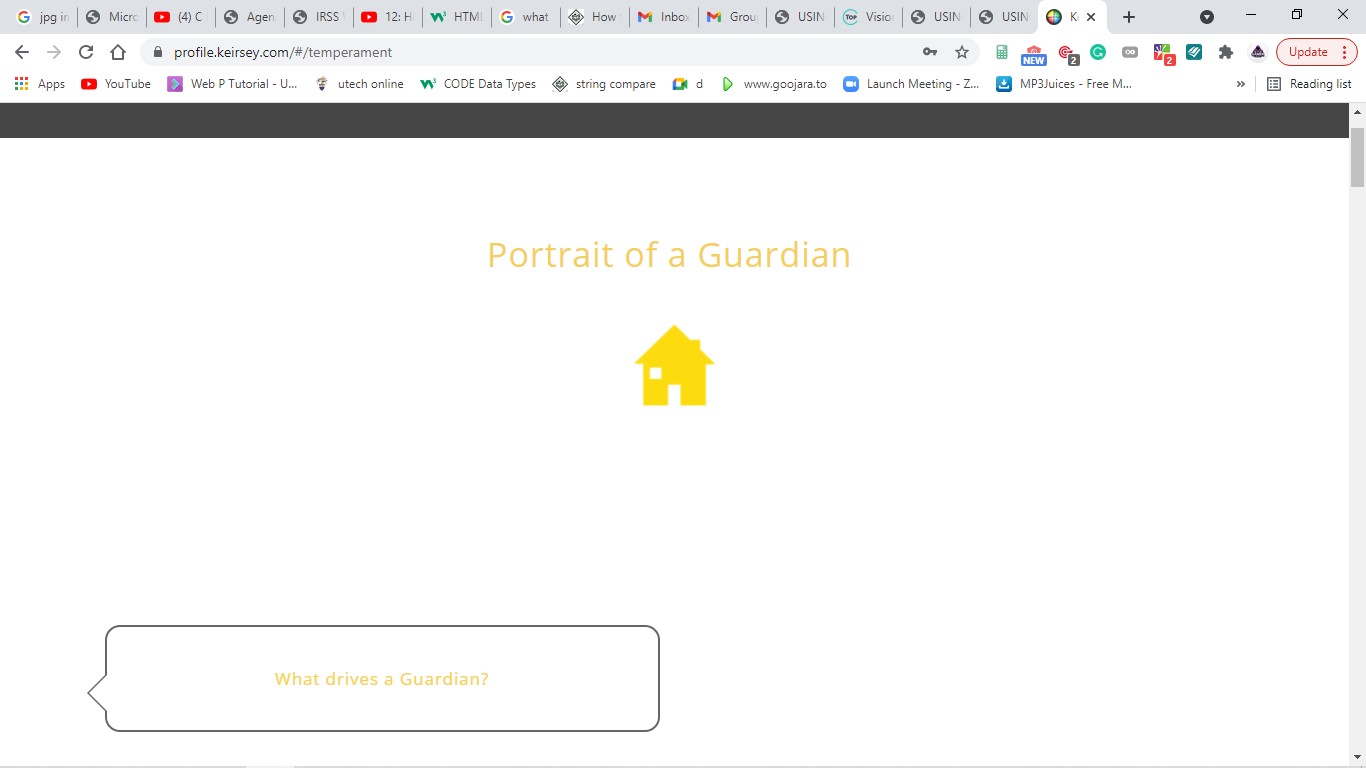 jpg in Micro (4) C Agen IRSS 12: H HTML what How Inbox Grou USIN Visio USIN USIN Ke
profile.keirsey.com/#/temperament NEW 2 2 Update
Apps YouTube Web P Tutorial - U... utech online CODE Data Types string compare d www.goojara.to Launch Meeting - Z... MP3Juices - Free M... » Reading list
Portrait of a Guardian
What drives a Guardian?